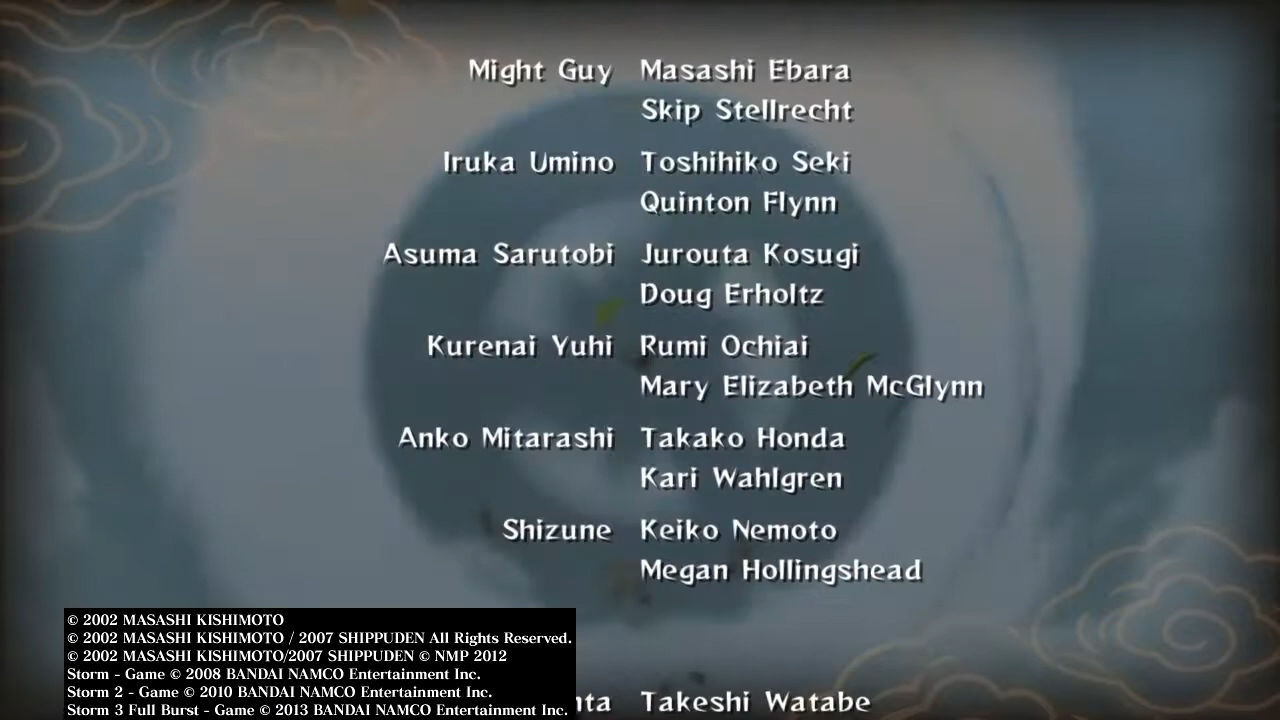 Might Guy Masashi Ebara
Skip Stellrecht
Iruka Umino Toshihiko Seki
Quinton Flynn
Asuma Sarutobi Jurouta Kosugi
Doug Erholtz
Kurenai Yuhi Rumi Ochiai
Mary Elizabeth McGlynn
Anko Mitarashi Takako Honda
Kari Wahlgren
Shizune Keiko Nemoto
Megan Hollingshead
Takeshi Watabe
© 2002 MASASHI KISHIMOTO
© 2002 MASASHI KISHIMOTO / 2007 SHIPPUDEN All Rights Reserved.
© 2002 MASASHI KISHIMOTO/2007 SHIPPUDEN © NMP 2012
Storm - Game © 2008 BANDAI NAMCO Entertainment Inc.
Storm 2 - Game © 2010 BANDAI NAMCO Entertainment Inc.
Storm 3 Full Burst - Game © 2013 BANDAI NAMCO Entertainment Inc.